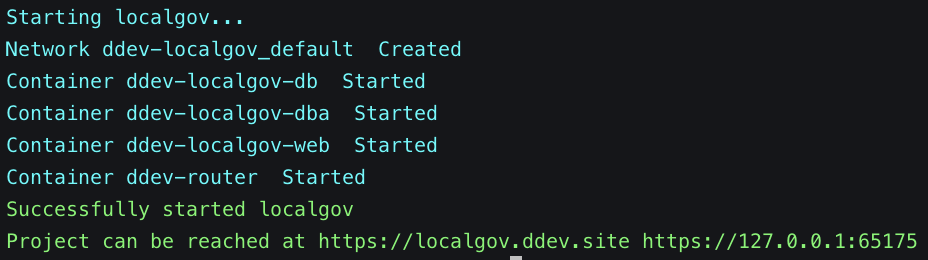 Starting localgov...
Network ddev-localgov_default  Created
Container ddev-localgov-db  Started
Container ddev-localgov-dba  Started
Container ddev-localgov-web  Started
Container ddev-router  Started
Successfully started localgov
Project can be reached at https://localgov.ddev.site https://127.0.0.1:65175